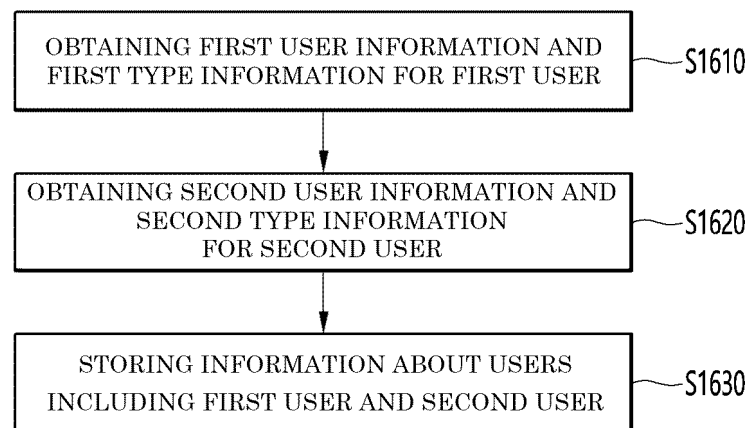 OBTAINING FIRST USER INFORMATION AND
FIRST TYPE INFORMATION FOR FIRST USER
S1610
OBTAINING SECOND USER INFORMATION AND
SECOND TYPE INFORMATION
FOR SECOND USER
S1620
STORING INFORMATION ABOUT USERS
INCLUDING FIRST USER AND SECOND USER
S1630